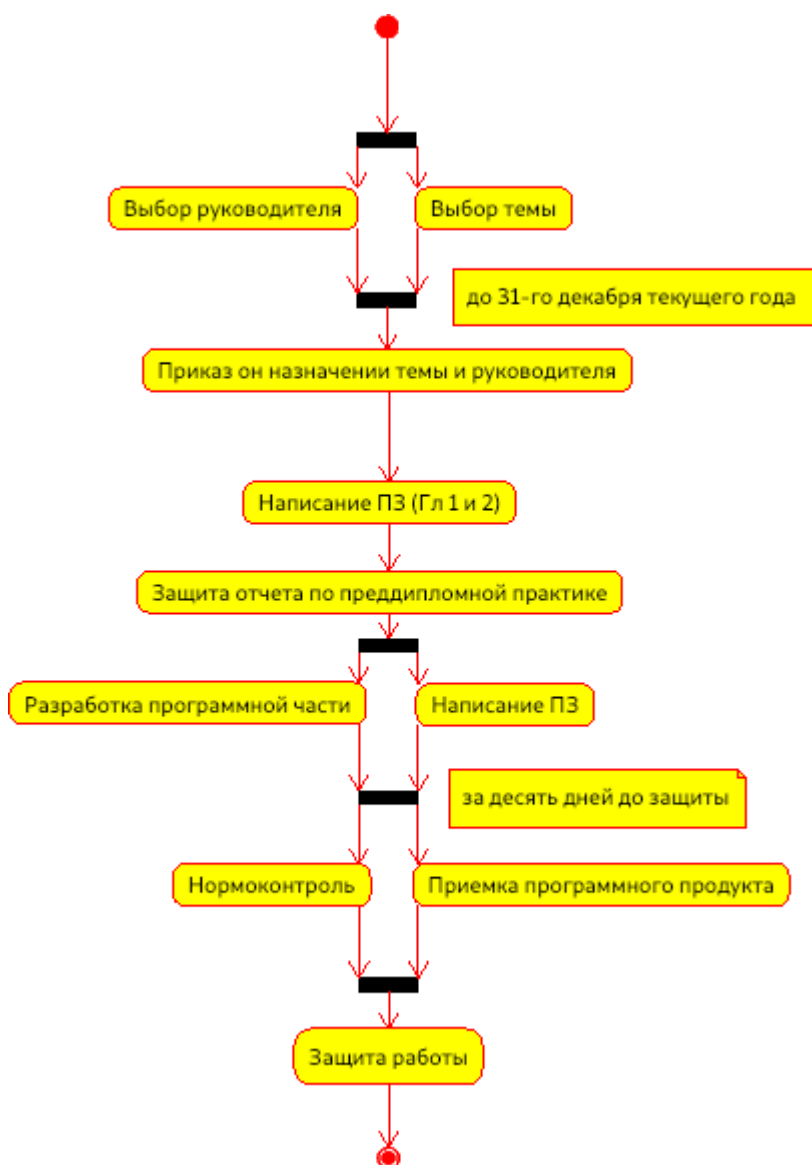 Выбор руководителя
Выбор темы
до 31-го декабря текущего года
Приказ он назначении темы и руководителя
Написание ПЗ (Гл 1 и 2)
Защита отчета по преддипломной практике
Разработка программной части
Написание ПЗ
за десять дней до защиты
Нормоконтроль
Приемка программного продукта
Защита работы